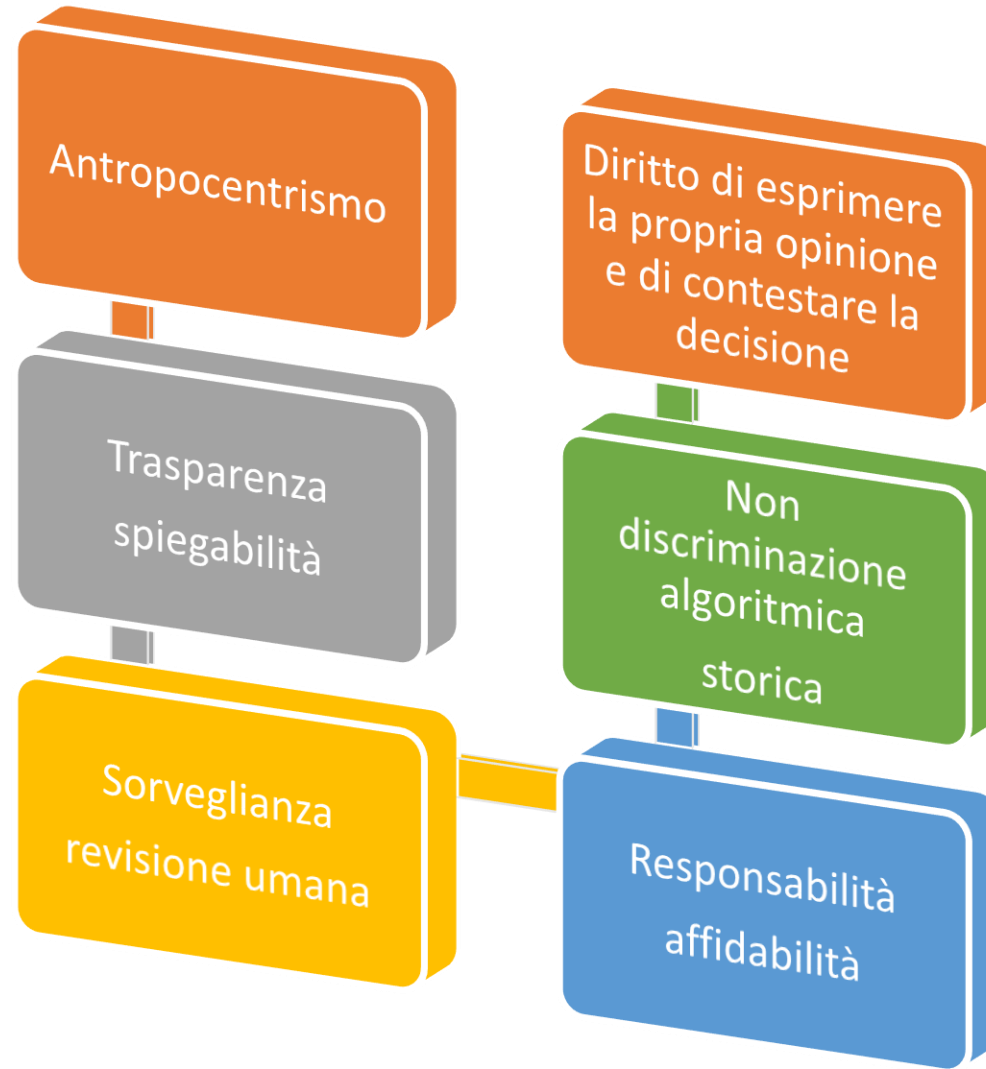 Antropocentrismo
Trasparenza
spiegabilità
Sorveglianza
revisione umana
Responsabilità
affidabilità
Non
discriminazione
algoritmica
storica
Diritto di esprimere
la propria opinione
e di contestare la
decisione